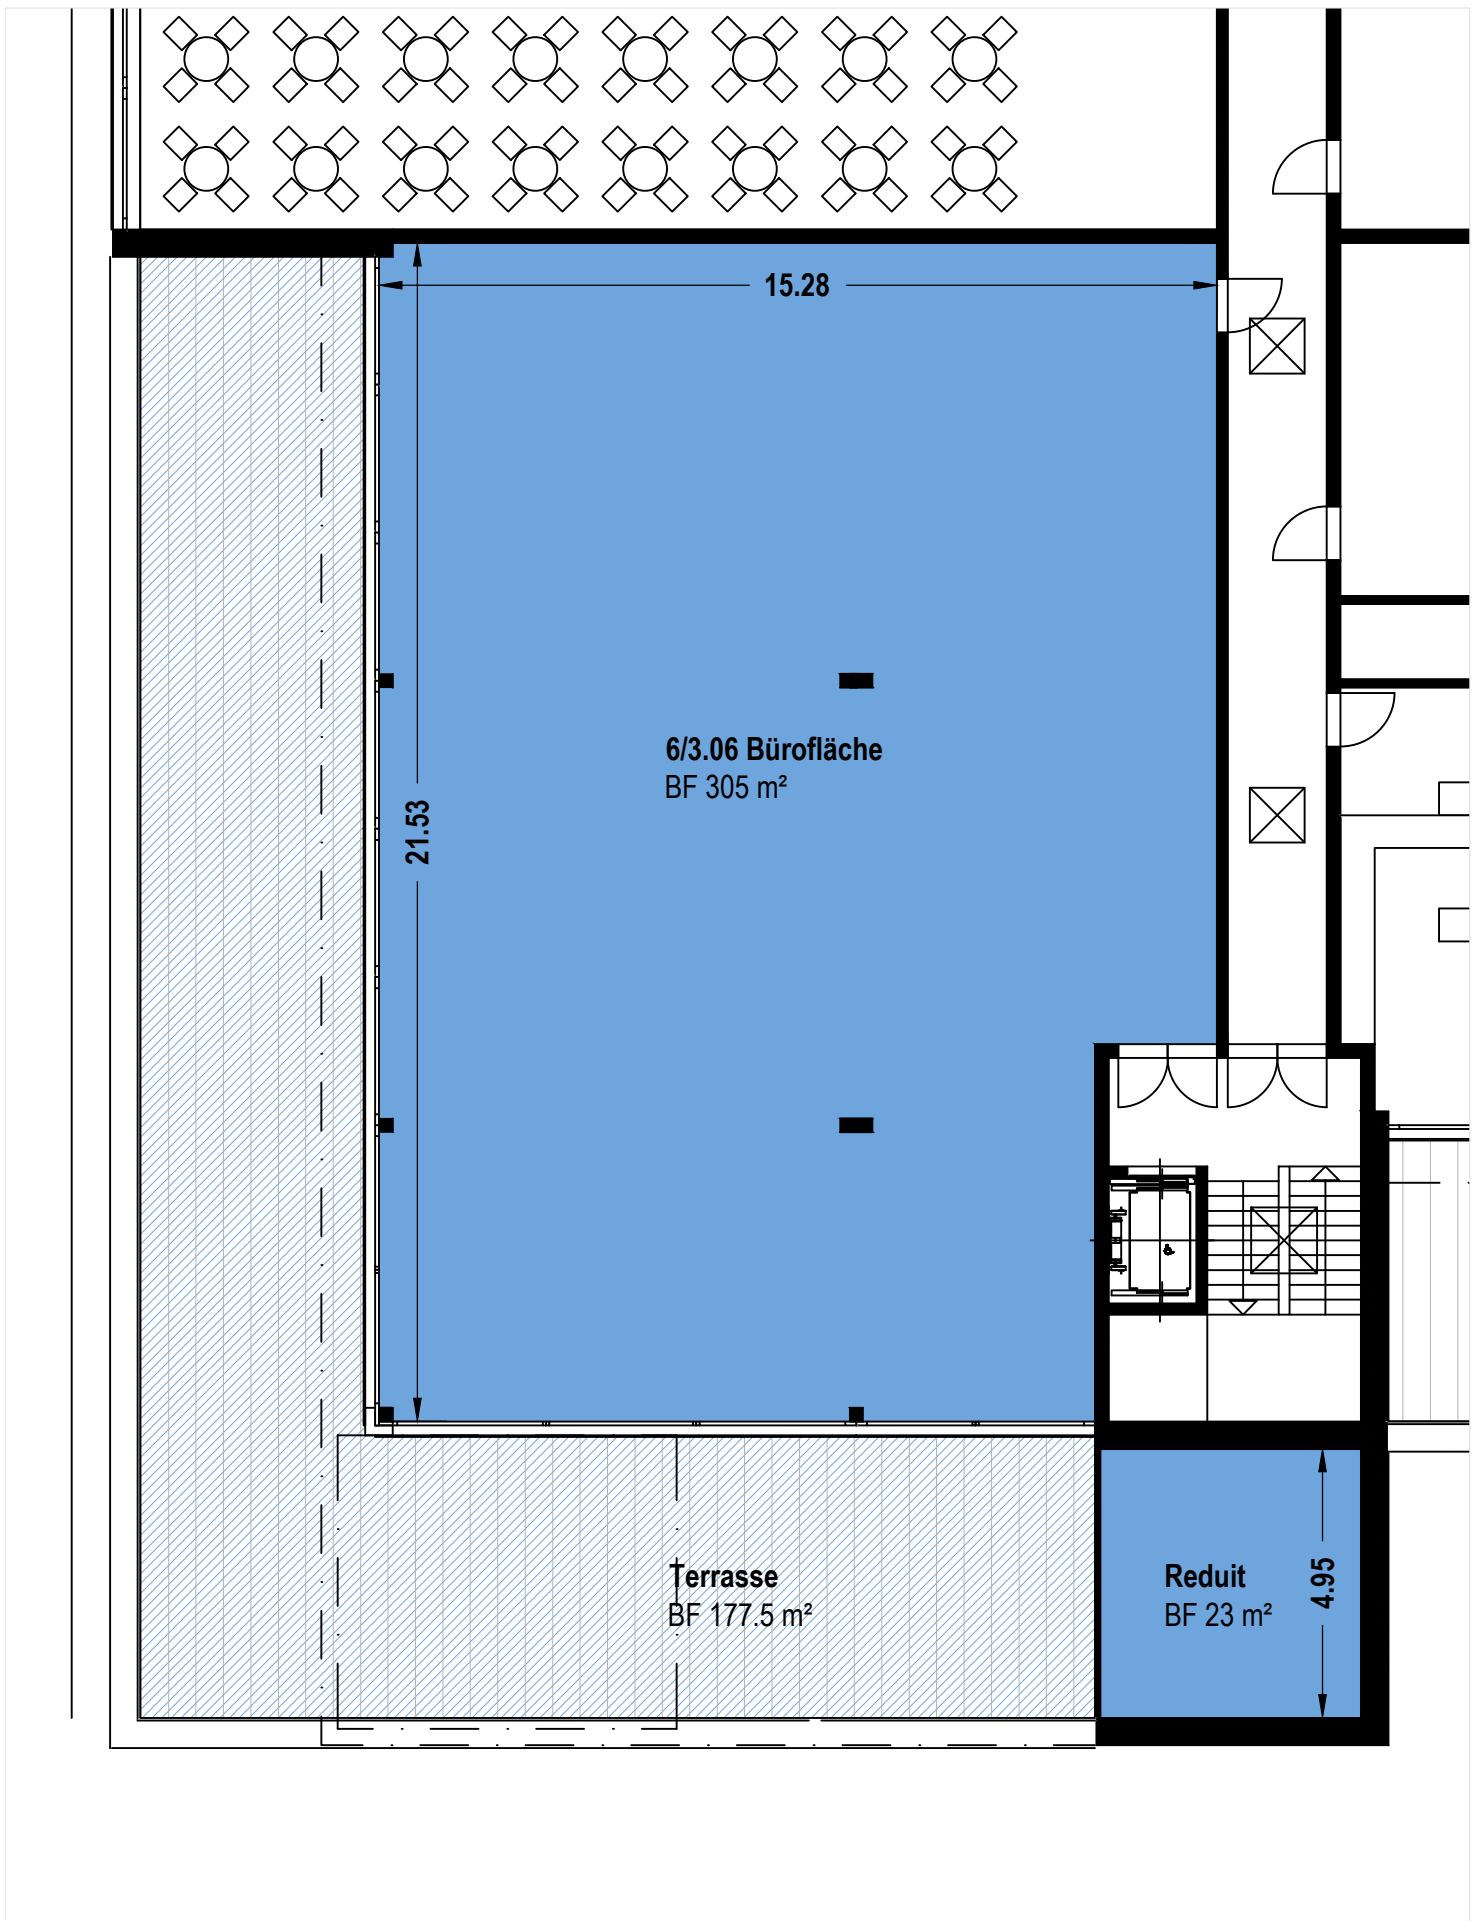 15.28
6/3.06 Bürofläche
BF 305 m²
21.53
Terrasse
BF 177.5 m²
Reduit
BF 23 m²
4.95